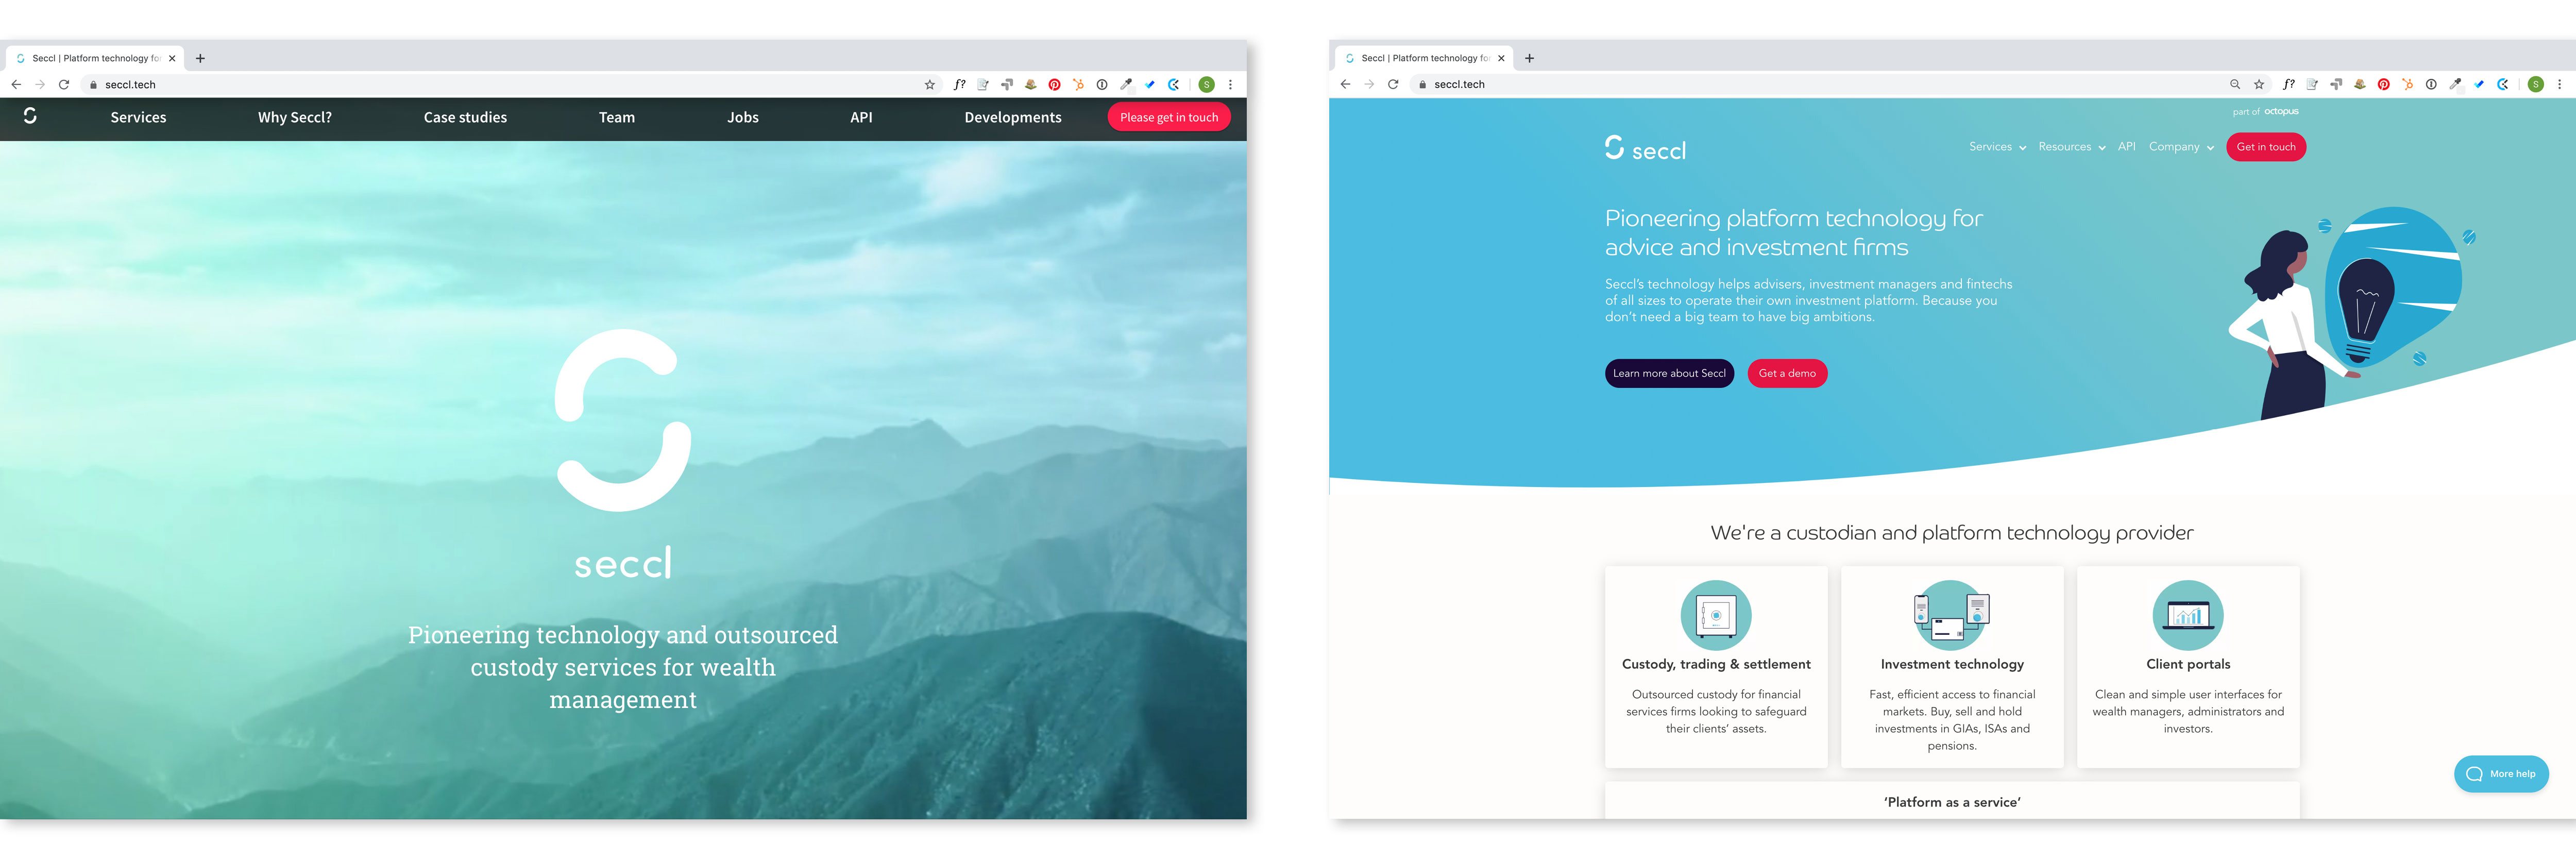 Seccl | Platform technology for
seccl.tech
f?
S
Services
Why Seccl?
Case studies
Team
Jobs
API
Developments
Please get in touch
seccl
Pioneering technology and outsourced
custody services for wealth
management
Seccl | Platform technology for
seccl.tech
f?
S
part of octopus
seccl
Services
Resources
API
Company
Get in touch
Pioneering platform technology for
advice and investment firms
Seccl's technology helps advisers, investment managers and fintechs
of all sizes to operate their own investment platform. Because you
don't need a big team to have big ambitions.
Learn more about Seccl
Get a demo
We're a custodian and platform technology provider
Custody, trading & settlement
Outsourced custody for financial
services firms looking to safeguard
their clients' assets.
Investment technology
Fast, efficient access to financial
markets. Buy, sell and hold
investments in GIAs, ISAs and
pensions.
Client portals
Clean and simple user interfaces for
wealth managers, administrators and
investors.
More help
'Platform as a service'